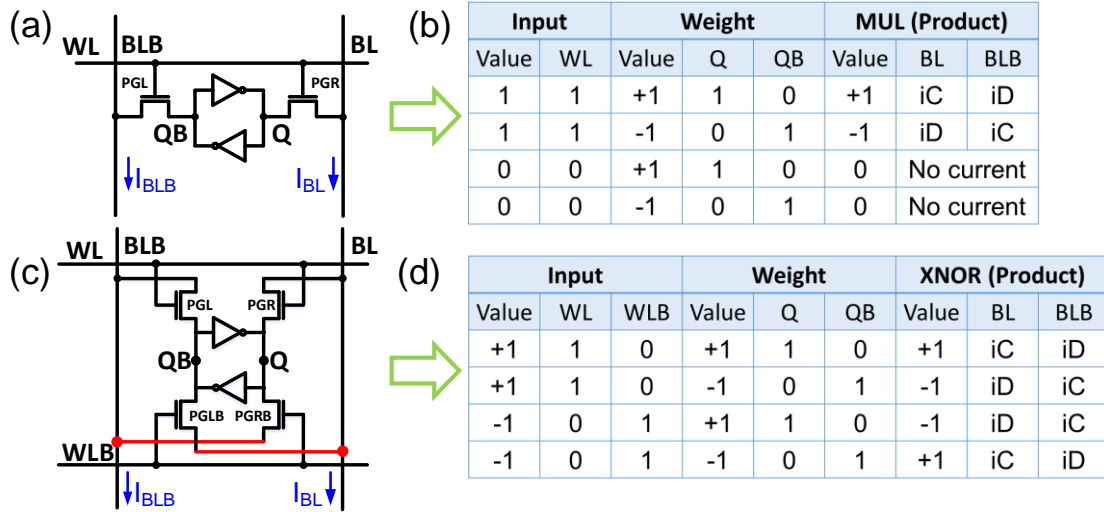 (a)
WL
BLB
BL
PGL
PGR
QB
Q
I_BLB
I_BL
(b)
Input Weight MUL (Product)
Value WL Value Q QB Value BL BLB
1 1 +1 1 0 +1 iC iD
1 1 -1 0 1 -1 iD iC
0 0 +1 1 0 0 No current
0 0 -1 0 1 0 No current
(c)
WL
BLB
BL
PGL
PGR
QB
Q
PGLB
PGRB
WLB
I_BLB
I_BL
(d)
Input Weight XNOR (Product)
Value WL WLB Value Q QB Value BL BLB
+1 1 0 +1 1 0 +1 iC iD
+1 1 0 -1 0 1 -1 iD iC
-1 0 1 +1 1 0 -1 iD iC
-1 0 1 -1 0 1 +1 iC iD